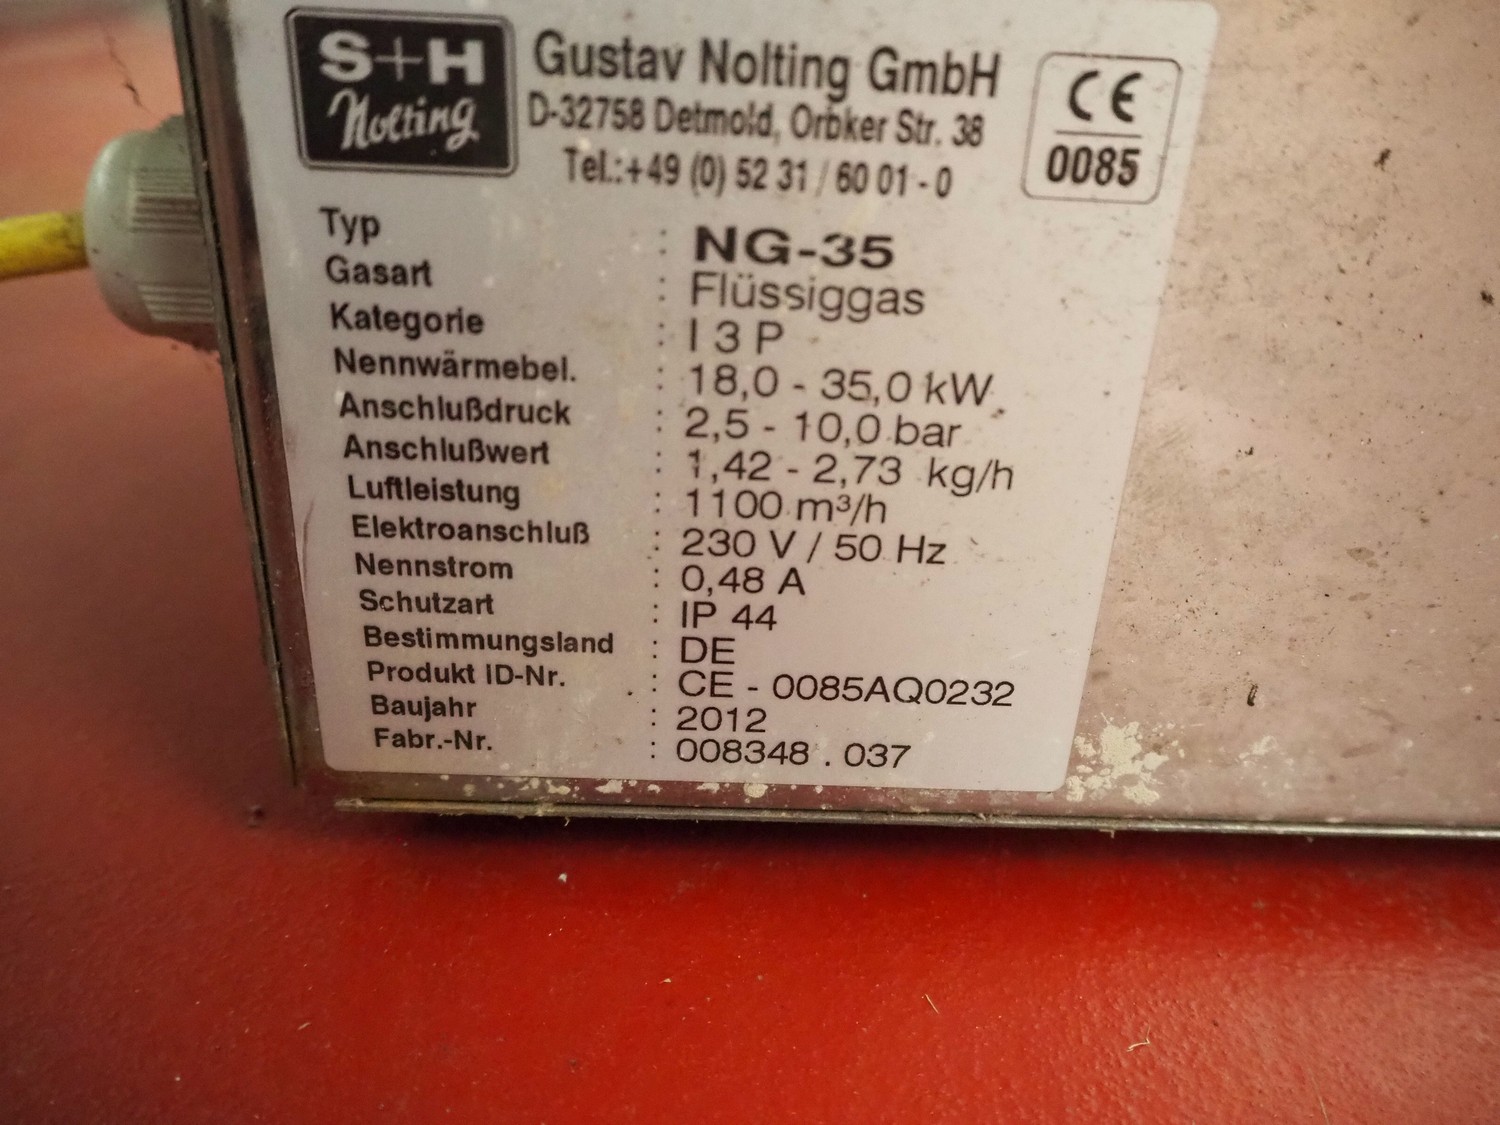 S+H
Nolting
Gustav Nolting GmbH
D-32758 Detmold, Orbker Str. 38
Tel.:+49 (0) 52 31 / 60 01 - 0
CE
0085
Typ : NG-35
Gasart : Flüssiggas
Kategorie : I 3 P
Nennwärmebel. : 18,0 - 35,0 kW
Anschlußdruck : 2,5 - 10,0 bar
Anschlußwert : 1,42 - 2,73 kg/h
Luftleistung : 1100 m³/h
Elektroanschluß : 230 V / 50 Hz
Nennstrom : 0,48 A
Schutzart : IP 44
Bestimmungsland : DE
Produkt ID-Nr. : CE - 0085AQ0232
Baujahr : 2012
Fabr.-Nr. : 008348 . 037